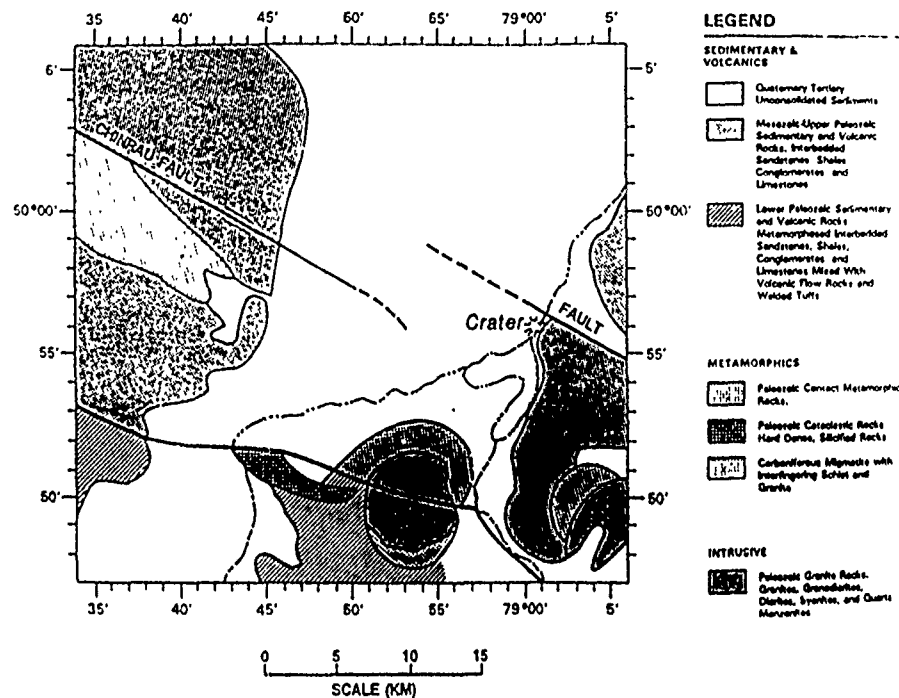 35 40' 45' 50' 65' 79°00' 5'
6' 5'
CHINRAU FAULT
50°00' 50°00'
Crater FAULT
55' 55'
50' 50'
35' 40' 45' 50' 65' 79°00' 5'
0 5 10 15
SCALE (KM)
LEGEND
SEDIMENTARY &
VOLCANICS
Quaternary Tertiary
Unconsolidated Sediments
Mesozoic-Upper Paleozoic
Sedimentary and Volcanic
Rocks, Interbedded
Sandstones Shales
Conglomerates and
Limestones
Lower Paleozoic Sedimentary
and Volcanic Rocks
Metamorphosed Interbedded
Sandstones, Shales,
Conglomerates and
Limestones Mixed With
Volcanic Flow Rocks and
Welded Tuffs
METAMORPHICS
Paleozoic Contact Metamorphic
Rocks,
Paleozoic Cataclastic Rocks
Hard Dense, Silicified Rocks
Carboniferous Migmatite with
Interfingering Schist and
Granite
INTRUSIVE
Paleozoic Granite Rocks,
Granites, Granodiorites,
Diorites, Syenites, and Quartz
Monzonites